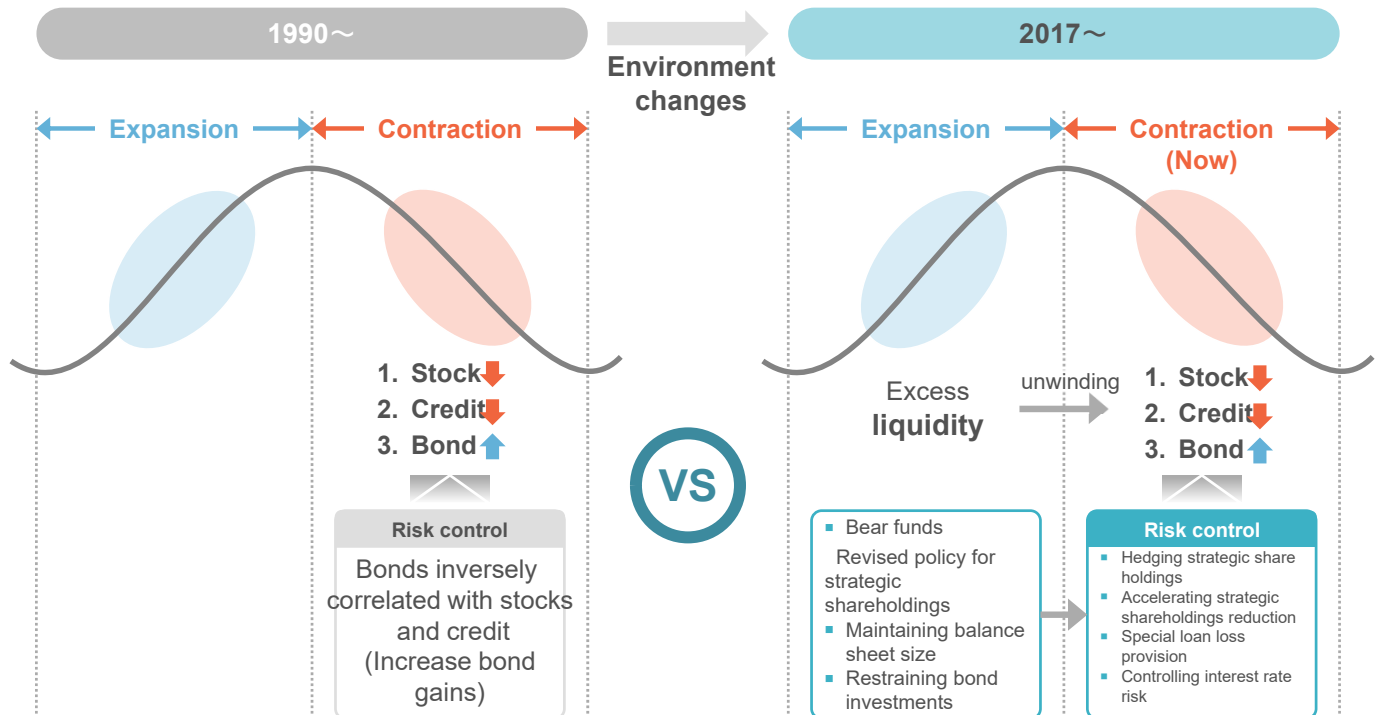 1990～
Environment
changes
2017～
Expansion
Contraction
1. Stock
2. Credit
3. Bond
Risk control
Bonds inversely
correlated with stocks
and credit
(Increase bond
gains)
VS
Expansion
Contraction
(Now)
Excess
liquidity
unwinding
1. Stock
2. Credit
3. Bond
▪ Bear funds
Revised policy for
strategic
shareholdings
▪ Maintaining balance
sheet size
▪ Restraining bond
investments
Risk control
▪ Hedging strategic share
holdings
▪ Accelerating strategic
shareholdings reduction
▪ Special loan loss
provision
▪ Controlling interest rate
risk